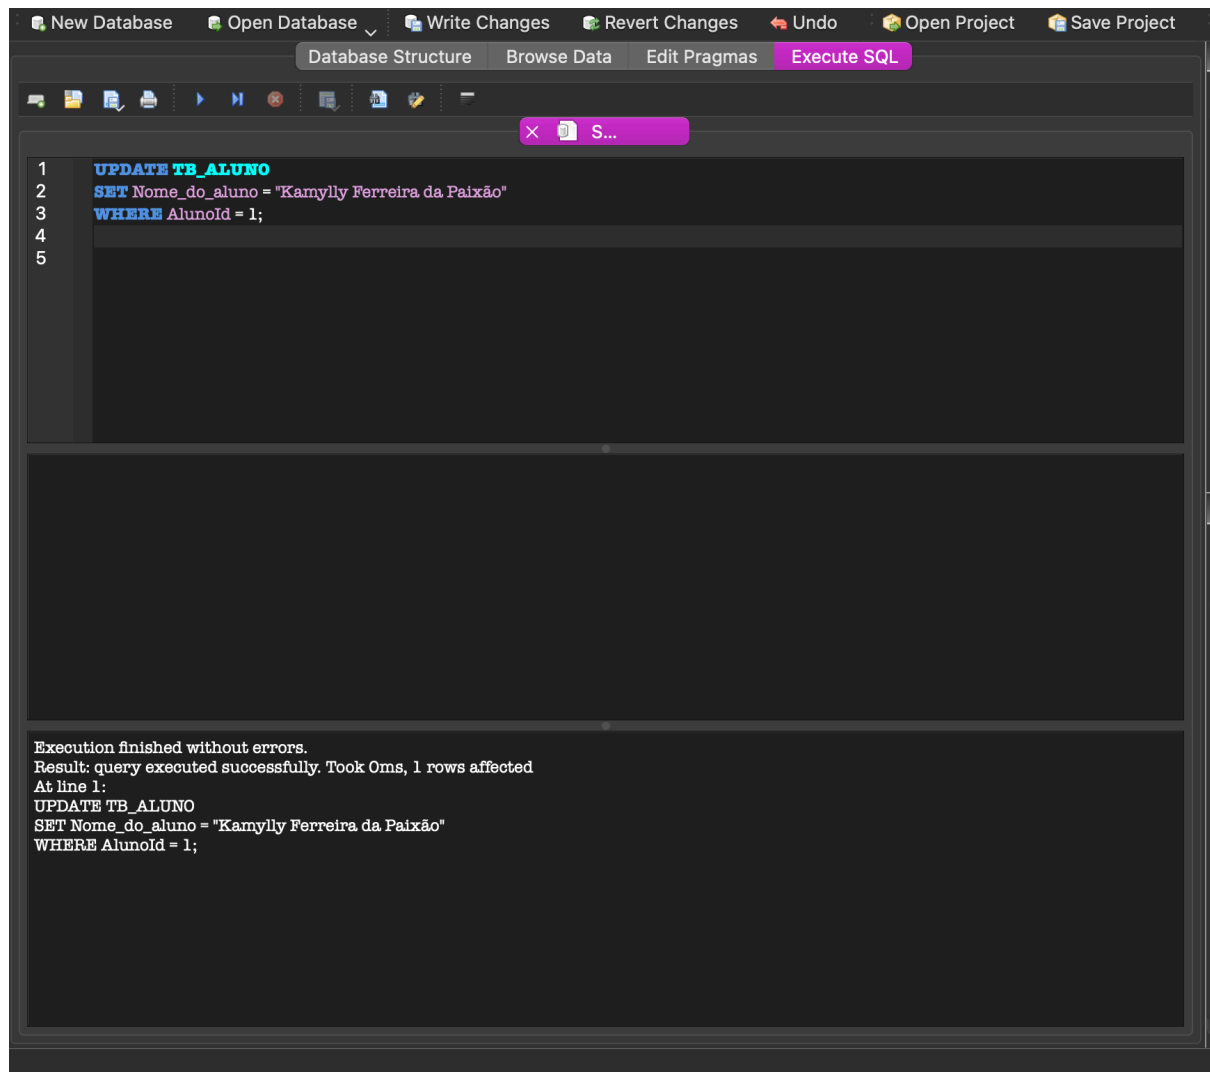 New Database Open Database Write Changes Revert Changes Undo Open Project Save Project
Database Structure Browse Data Edit Pragmas Execute SQL
S...
1 UPDATE TB_ALUNO
2 SET Nome_do_aluno = "Kamylly Ferreira da Paixão"
3 WHERE AlunoId = 1;
4
5
Execution finished without errors.
Result: query executed successfully. Took 0ms, 1 rows affected
At line 1:
UPDATE TB_ALUNO
SET Nome_do_aluno = "Kamylly Ferreira da Paixão"
WHERE AlunoId = 1;